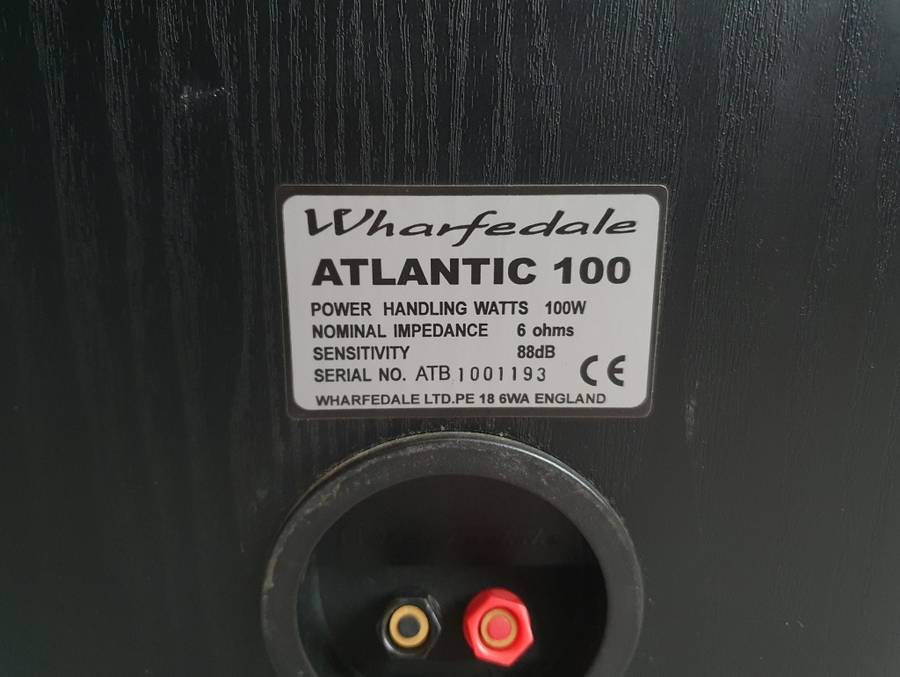 Wharfedale
ATLANTIC 100
POWER HANDLING WATTS 100W
NOMINAL IMPEDANCE 6 ohms
SENSITIVITY 88dB
SERIAL NO. ATB 1001193 CE
WHARFEDALE LTD.PE 18 6WA ENGLAND